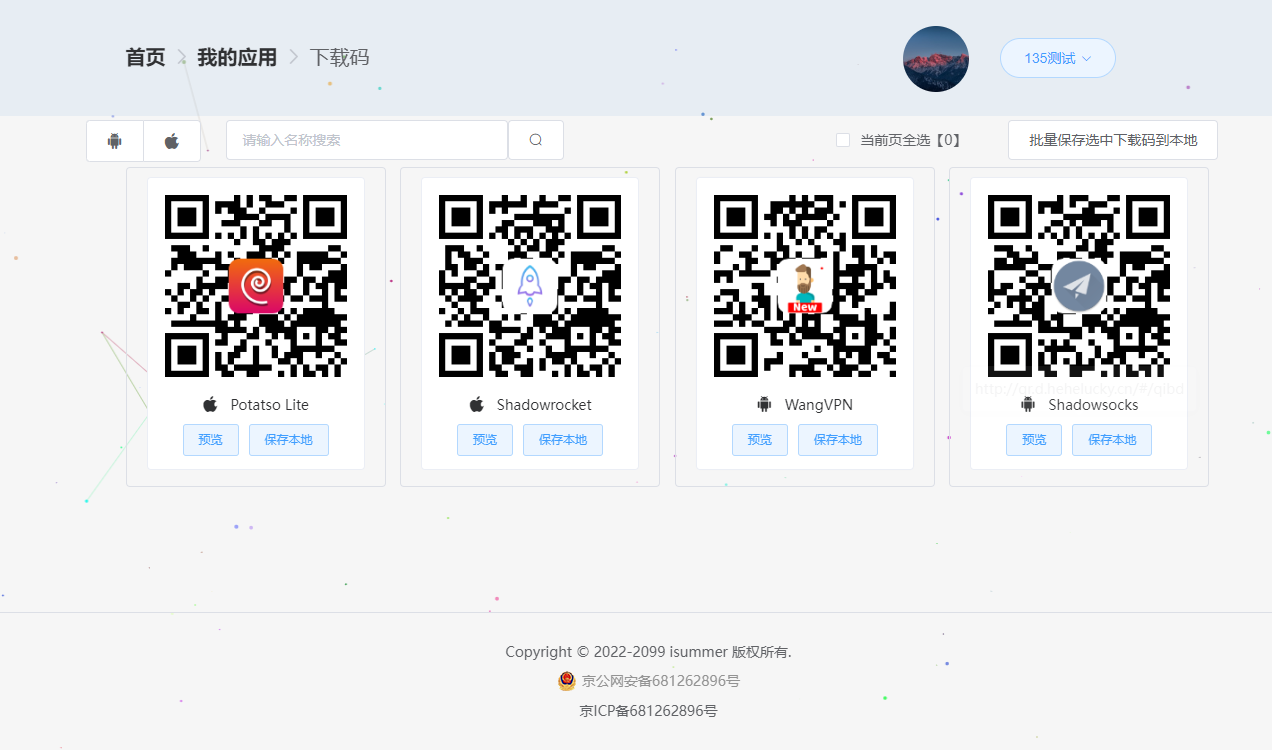 首页 > 我的应用 > 下载码
135测试
请输入名称搜索
当前页全选【0】
批量保存选中下载码到本地
New
http://qrd.hehelucky.cn/#/qibd
Potatso Lite
Shadowrocket
WangVPN
Shadowsocks
预览 保存本地
预览 保存本地
预览 保存本地
预览 保存本地
Copyright © 2022-2099 isummer 版权所有.
京公网安备681262896号
京ICP备681262896号